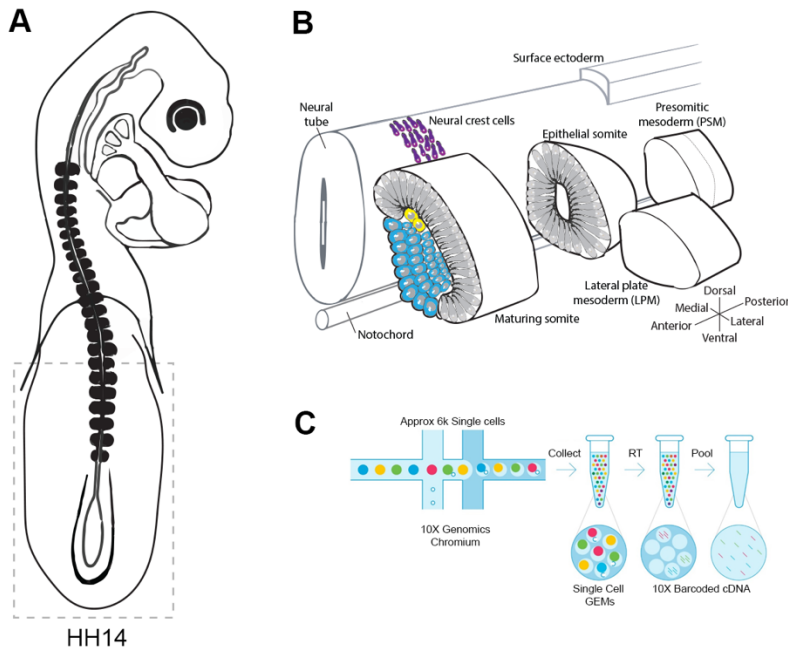 A
HH14
B
Surface ectoderm
Neural
tube
Neural crest cells
Epithelial somite
Presomitic
mesoderm (PSM)
Lateral plate
mesoderm (LPM)
Maturing somite
Notochord
Dorsal
Medial
Posterior
Anterior
Lateral
Ventral
C
Approx 6k Single cells
10X Genomics
Chromium
Collect
RT
Pool
Single Cell
GEMs
10X Barcoded cDNA